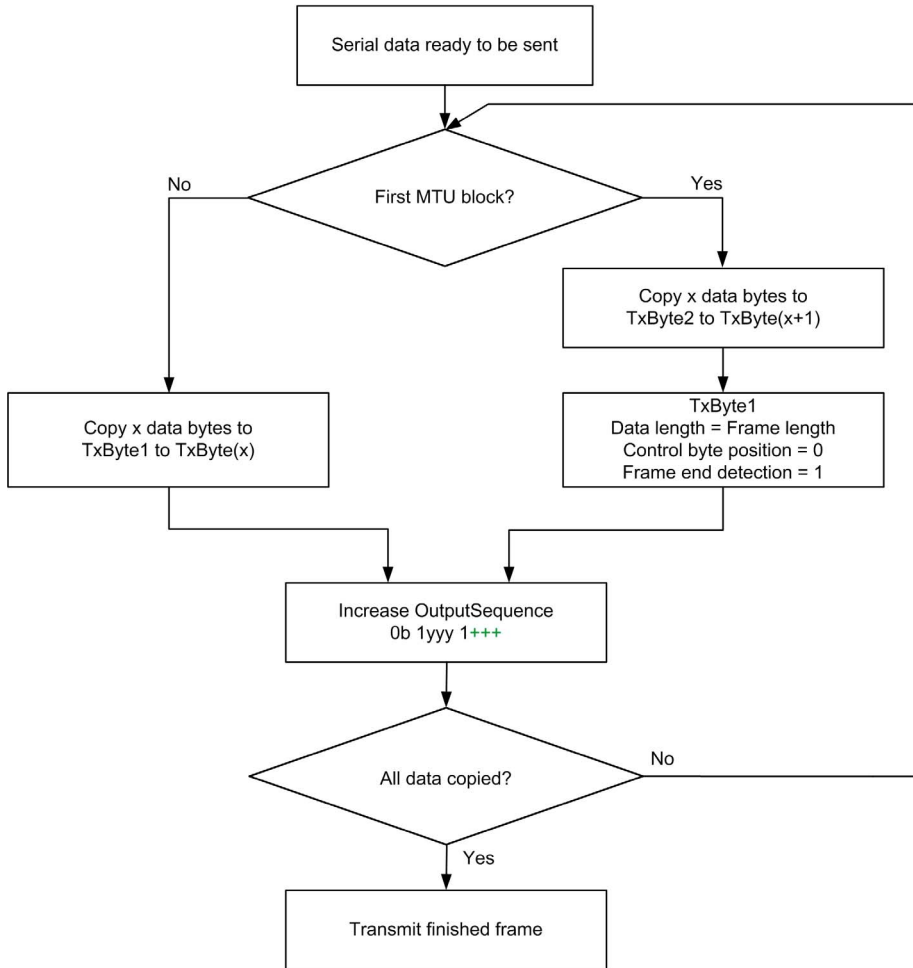 Serial data ready to be sent
First MTU block?
No
Yes
Copy x data bytes to
TxByte2 to TxByte(x+1)
Copy x data bytes to
TxByte1 to TxByte(x)
TxByte1
Data length = Frame length
Control byte position = 0
Frame end detection = 1
Increase OutputSequence
0b 1yyy 1+++
All data copied?
No
Yes
Transmit finished frame